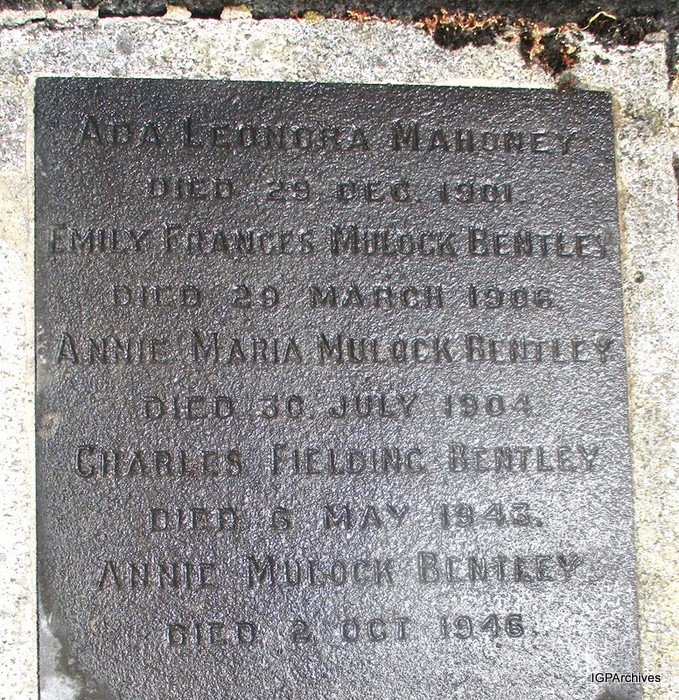 ADA LEONORA MAHONEY
DIED 29 DEC. 1901.
EMILY FRANCES MULOCK BENTLEY
DIED 29 MARCH 1906.
ANNIE MARIA MULOCK BENTLEY
DIED 30. JULY 1904
CHARLES FIELDING BENTLEY
DIED 6 MAY 1943.
ANNIE MULOCK BENTLEY
DIED 2. OCT 1946.
IGPArchives